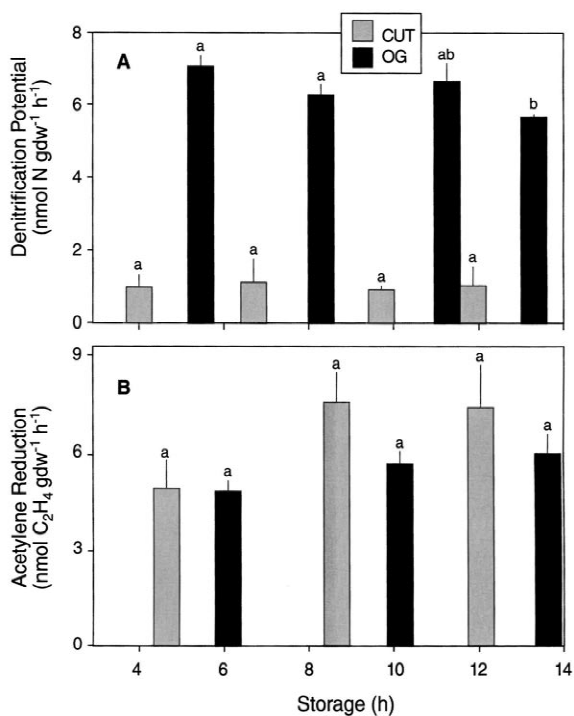 CUT
OG
A
Denitrification Potential
(nmol N gdw⁻¹ h⁻¹)
8
6
4
2
0
a
a
ab
b
a
a
a
a
B
Acetylene Reduction
(nmol C₂H₄ gdw⁻¹ h⁻¹)
9
6
3
0
a
a
a
a
a
a
4 6 8 10 12 14
Storage (h)